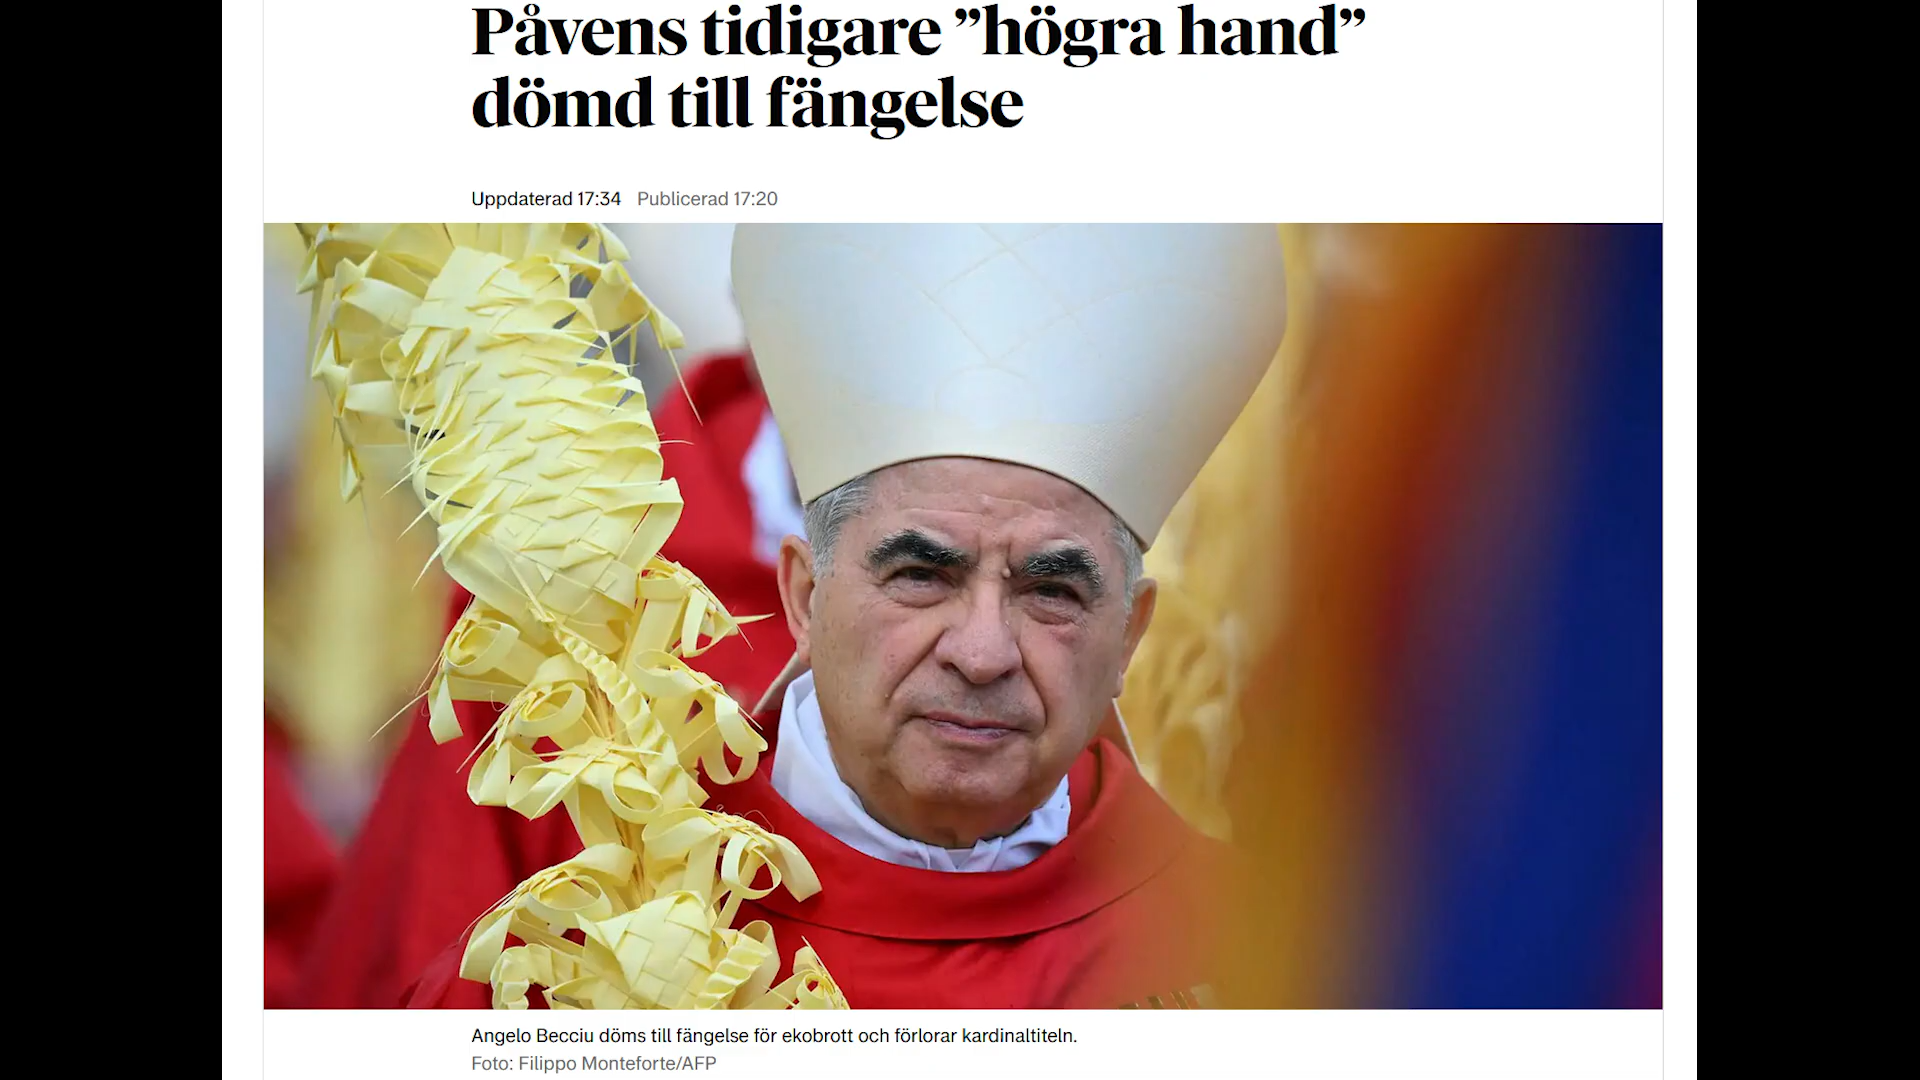 Påvens tidigare ”högra hand”
dömd till fängelse
Uppdaterad 17:34 Publicerad 17:20
Angelo Becciu döms till fängelse för ekobrott och förlorar kardinaltiteln.
Foto: Filippo Monteforte/AFP